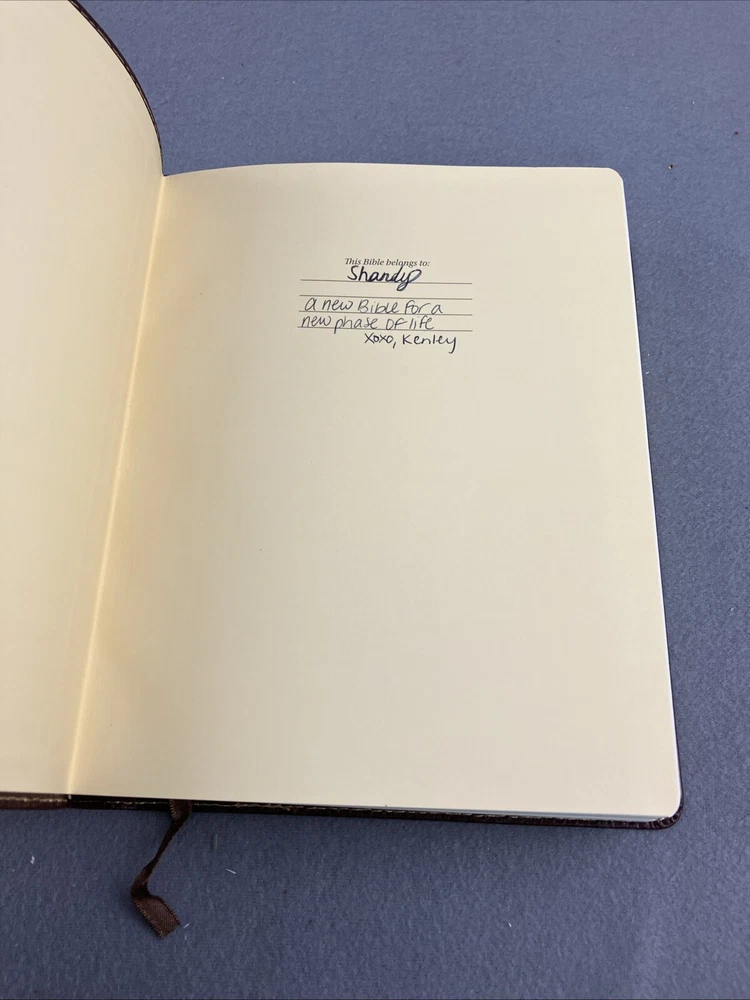 This Bible belongs to:
Shandy
a new Bible for a
new phase of life
xoxo, Kenley